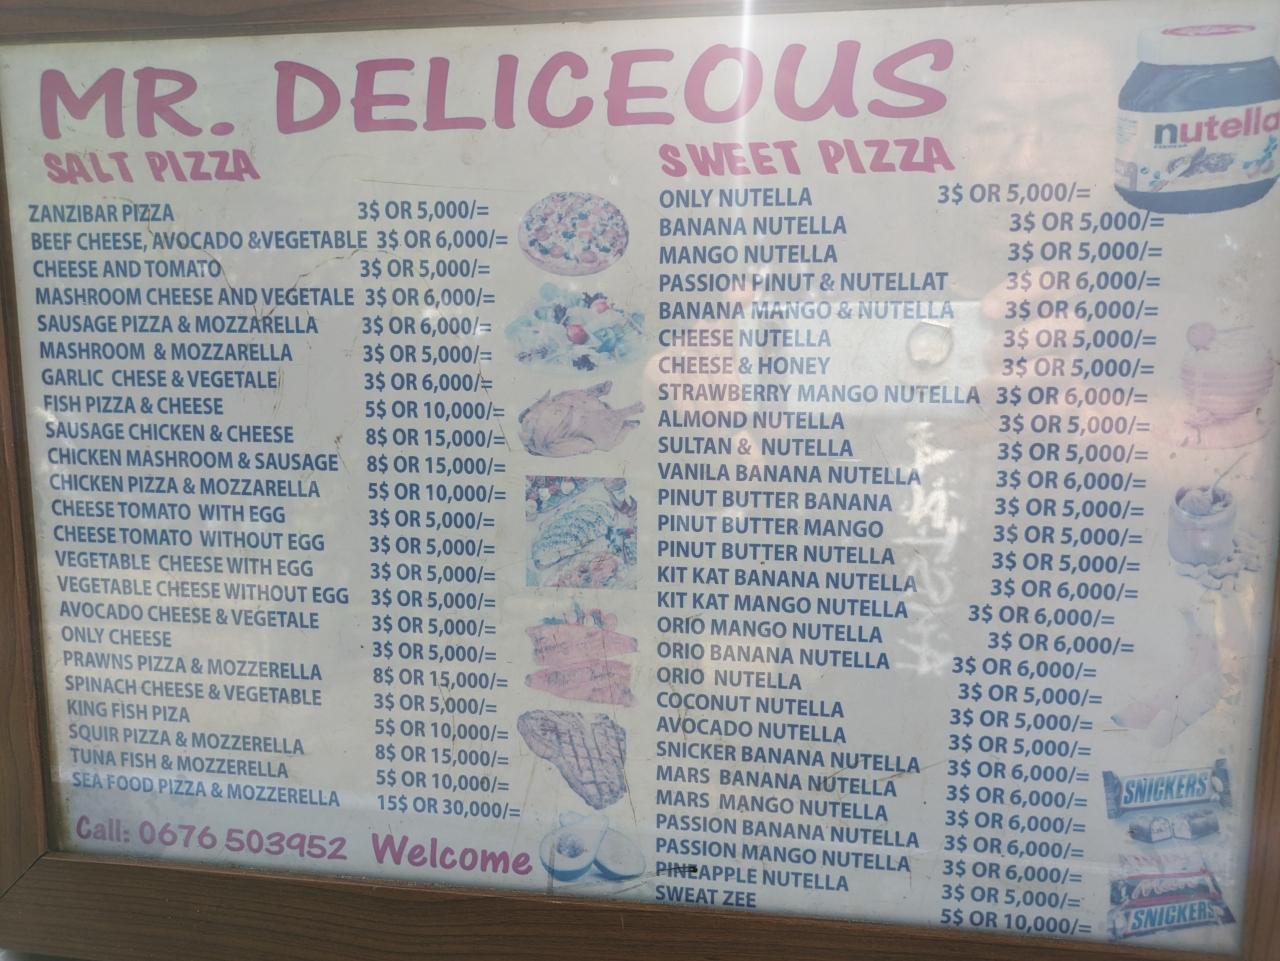 MR. DELICEOUS
SALT PIZZA
ZANZIBAR PIZZA 3$ OR 5,000/=
BEEF CHEESE, AVOCADO &VEGETABLE 3$ OR 6,000/=
CHEESE AND TOMATO 3$ OR 5,000/=
MASHROOM CHEESE AND VEGETALE 3$ OR 6,000/=
SAUSAGE PIZZA & MOZZARELLA 3$ OR 6,000/=
MASHROOM & MOZZARELLA 3$ OR 5,000/=
GARLIC CHESE & VEGETALE 3$ OR 6,000/=
FISH PIZZA & CHEESE 5$ OR 10,000/=
SAUSAGE CHICKEN & CHEESE 8$ OR 15,000/=
CHICKEN MASHROOM & SAUSAGE 8$ OR 15,000/=
CHICKEN PIZZA & MOZZARELLA 5$ OR 10,000/=
CHEESE TOMATO WITH EGG 3$ OR 5,000/=
CHEESE TOMATO WITHOUT EGG 3$ OR 5,000/=
VEGETABLE CHEESE WITH EGG 3$ OR 5,000/=
VEGETABLE CHEESE WITHOUT EGG 3$ OR 5,000/=
AVOCADO CHEESE & VEGETALE 3$ OR 5,000/=
ONLY CHEESE 3$ OR 5,000/=
PRAWNS PIZZA & MOZZERELLA 8$ OR 15,000/=
SPINACH CHEESE & VEGETABLE 3$ OR 5,000/=
KING FISH PIZA 5$ OR 10,000/=
SQUIR PIZZA & MOZZERELLA 8$ OR 15,000/=
TUNA FISH & MOZZERELLA 5$ OR 10,000/=
SEA FOOD PIZZA & MOZZERELLA 15$ OR 30,000/=
Call: 0676 503952 Welcome
SWEET PIZZA
ONLY NUTELLA 3$ OR 5,000/=
BANANA NUTELLA 3$ OR 5,000/=
MANGO NUTELLA 3$ OR 5,000/=
PASSION PINUT & NUTELLAT 3$ OR 6,000/=
BANANA MANGO & NUTELLA 3$ OR 6,000/=
CHEESE NUTELLA 3$ OR 5,000/=
CHEESE & HONEY 3$ OR 5,000/=
STRAWBERRY MANGO NUTELLA 3$ OR 6,000/=
ALMOND NUTELLA 3$ OR 5,000/=
SULTAN & NUTELLA 3$ OR 5,000/=
VANILA BANANA NUTELLA 3$ OR 6,000/=
PINUT BUTTER BANANA 3$ OR 5,000/=
PINUT BUTTER MANGO 3$ OR 5,000/=
PINUT BUTTER NUTELLA 3$ OR 5,000/=
KIT KAT BANANA NUTELLA 3$ OR 6,000/=
KIT KAT MANGO NUTELLA 3$ OR 6,000/=
ORIO MANGO NUTELLA 3$ OR 6,000/=
ORIO BANANA NUTELLA 3$ OR 6,000/=
ORIO NUTELLA 3$ OR 5,000/=
COCONUT NUTELLA 3$ OR 5,000/=
AVOCADO NUTELLA 3$ OR 5,000/=
SNICKER BANANA NUTELLA 3$ OR 6,000/=
MARS BANANA NUTELLA 3$ OR 6,000/=
MARS MANGO NUTELLA 3$ OR 6,000/=
PASSION BANANA NUTELLA 3$ OR 6,000/=
PASSION MANGO NUTELLA 3$ OR 6,000/=
PINEAPPLE NUTELLA 3$ OR 5,000/=
SWEAT ZEE 5$ OR 10,000/=
nutella
SNICKERS
SNICKERS